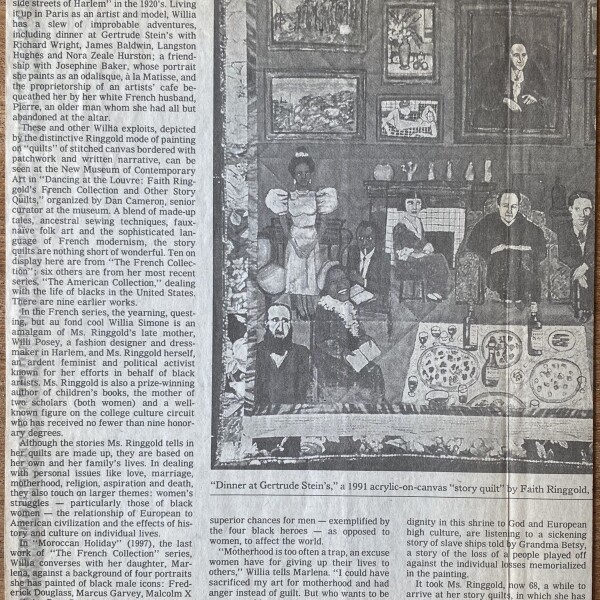 side streets of Harlem" in the 1920's. Living
it up in Paris as an artist and model, Willia
has a slew of improbable adventures,
including dinner at Gertrude Stein's with
Richard Wright, James Baldwin, Langston
Hughes and Nora Zeale Hurston; a friend-
ship with Josephine Baker, whose portrait
she paints as an odalisque, à la Matisse, and
the proprietorship of an artists' cafe be-
queathed her by her white French husband,
Pierre, an older man whom she had all but
abandoned at the altar.
These and other Willia exploits, depicted
by the distinctive Ringgold mode of painting
on "quilts" of stitched canvas bordered with
patchwork and written narrative, can be
seen at the New Museum of Contemporary
Art in "Dancing at the Louvre: Faith Ring-
gold's French Collection and Other Story
Quilts," organized by Dan Cameron, senior
curator at the museum. A blend of made-up
tales, ancestral sewing techniques, faux-
naïve folk art and the sophisticated lan-
guage of French modernism, the story
quilts are nothing short of wonderful. Ten on
display here are from "The French Collec-
tion"; six others are from her most recent
series, "The American Collection," dealing
with the life of blacks in the United States.
There are nine earlier works.
In the French series, the yearning, quest-
ing, but au fond cool Willia Simone is an
amalgam of Ms. Ringgold's late mother,
Willi Posey, a fashion designer and dress-
maker in Harlem, and Ms. Ringgold herself,
an ardent feminist and political activist
known for her efforts in behalf of black
artists. Ms. Ringgold is also a prize-winning
author of children's books, the mother of
two scholars (both women) and a well-
known figure on the college culture circuit
who has received no fewer than nine honor-
ary degrees.
Although the stories Ms. Ringgold tells in
her quilts are made up, they are based on
her own and her family's lives. In dealing
with personal issues like love, marriage,
motherhood, religion, aspiration and death,
they also touch on larger themes: women's
struggles — particularly those of black
women — the relationship of European to
American civilization and the effects of his-
tory and culture on individual lives.
In "Moroccan Holiday" (1997), the last
work of "The French Collection" series,
Willia converses with her daughter, Mar-
lena, against a background of four portraits
she has painted of black male icons: Fred-
erick Douglass, Marcus Garvey, Malcolm X
"Dinner at Gertrude Stein's," a 1991 acrylic-on-canvas "story quilt" by Faith Ringgold,
superior chances for men — exemplified by
the four black heroes — as opposed to
women, to affect the world.
"Motherhood is too often a trap, an excuse
women have for giving up their lives to
others," Willia tells Marlena. "I could have
sacrificed my art for motherhood and had
anger instead of guilt. But who wants to be
dignity in this shrine to God and European
high culture, are listening to a sickening
story of slave ships told by Grandma Betsy,
a story of the loss of a people played off
against the individual losses memorialized
in the painting.
It took Ms. Ringgold, now 68, a while to
arrive at her story quilts, in which she has